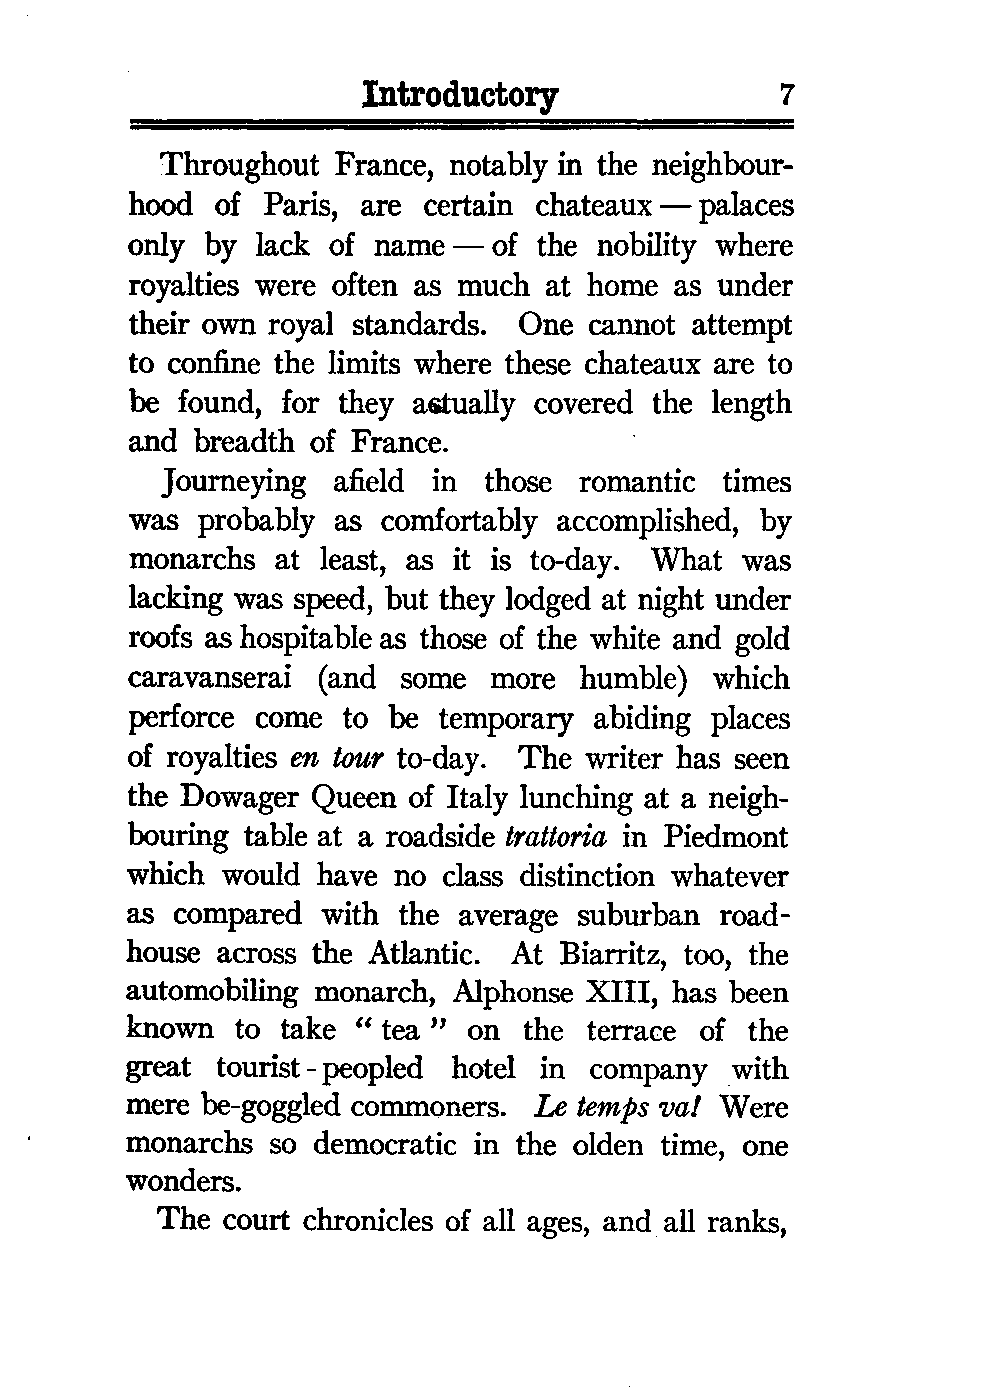 Introductory 7
Throughout France, notably in the neighbour-
hood of Paris, are certain chateaux — palaces
only by lack of name — of the nobility where
royalties were often as much at home as under
their own royal standards. One cannot attempt
to confine the limits where these chateaux are to
be found, for they actually covered the length
and breadth of France.
Journeying afield in those romantic times
was probably as comfortably accomplished, by
monarchs at least, as it is to-day. What was
lacking was speed, but they lodged at night under
roofs as hospitable as those of the white and gold
caravanserai (and some more humble) which
perforce come to be temporary abiding places
of royalties en tour to-day. The writer has seen
the Dowager Queen of Italy lunching at a neigh-
bouring table at a roadside trattoria in Piedmont
which would have no class distinction whatever
as compared with the average suburban road-
house across the Atlantic. At Biarritz, too, the
automobiling monarch, Alphonse XIII, has been
known to take “ tea ” on the terrace of the
great tourist-peopled hotel in company with
mere be-goggled commoners. Le temps va! Were
monarchs so democratic in the olden time, one
wonders.
The court chronicles of all ages, and all ranks,